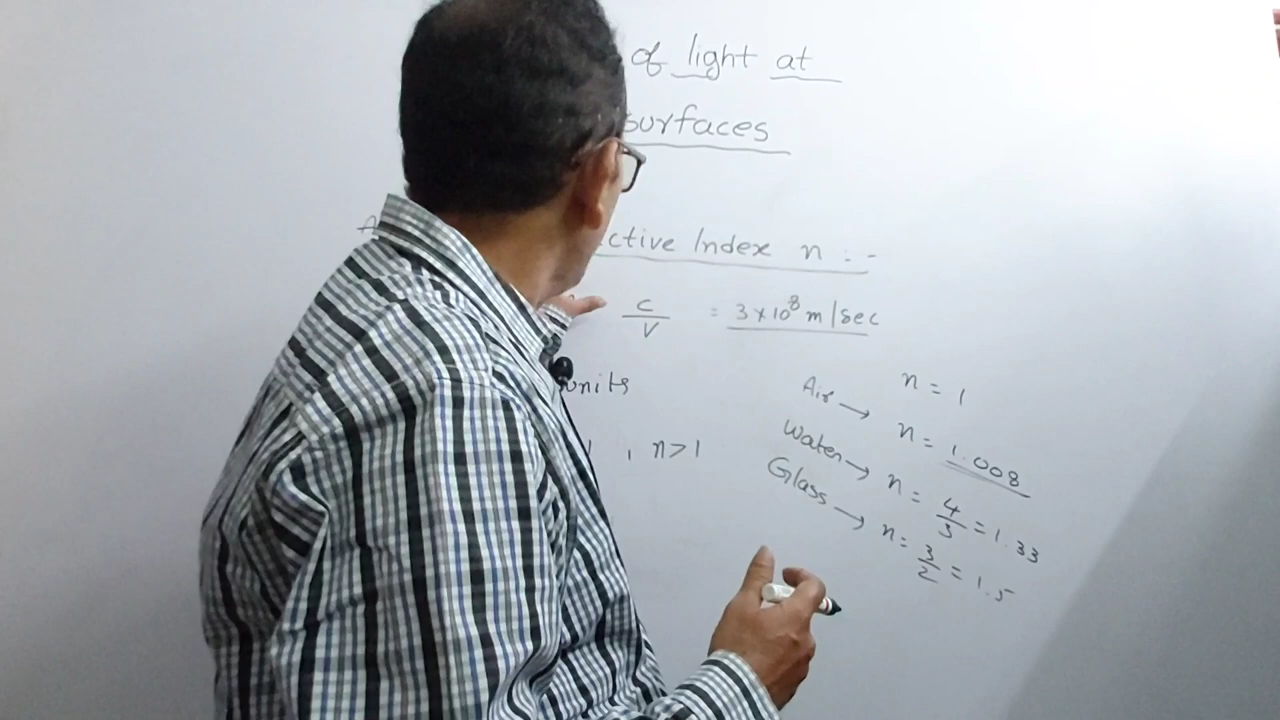 of light at
surfaces
ctive Index n :-
C/V = 3×10⁸ m/sec
units
, n>1
n = 1
Air → n = 1.008
Water → n = 4/3 = 1.33
Glass → n = 3/2 = 1.5